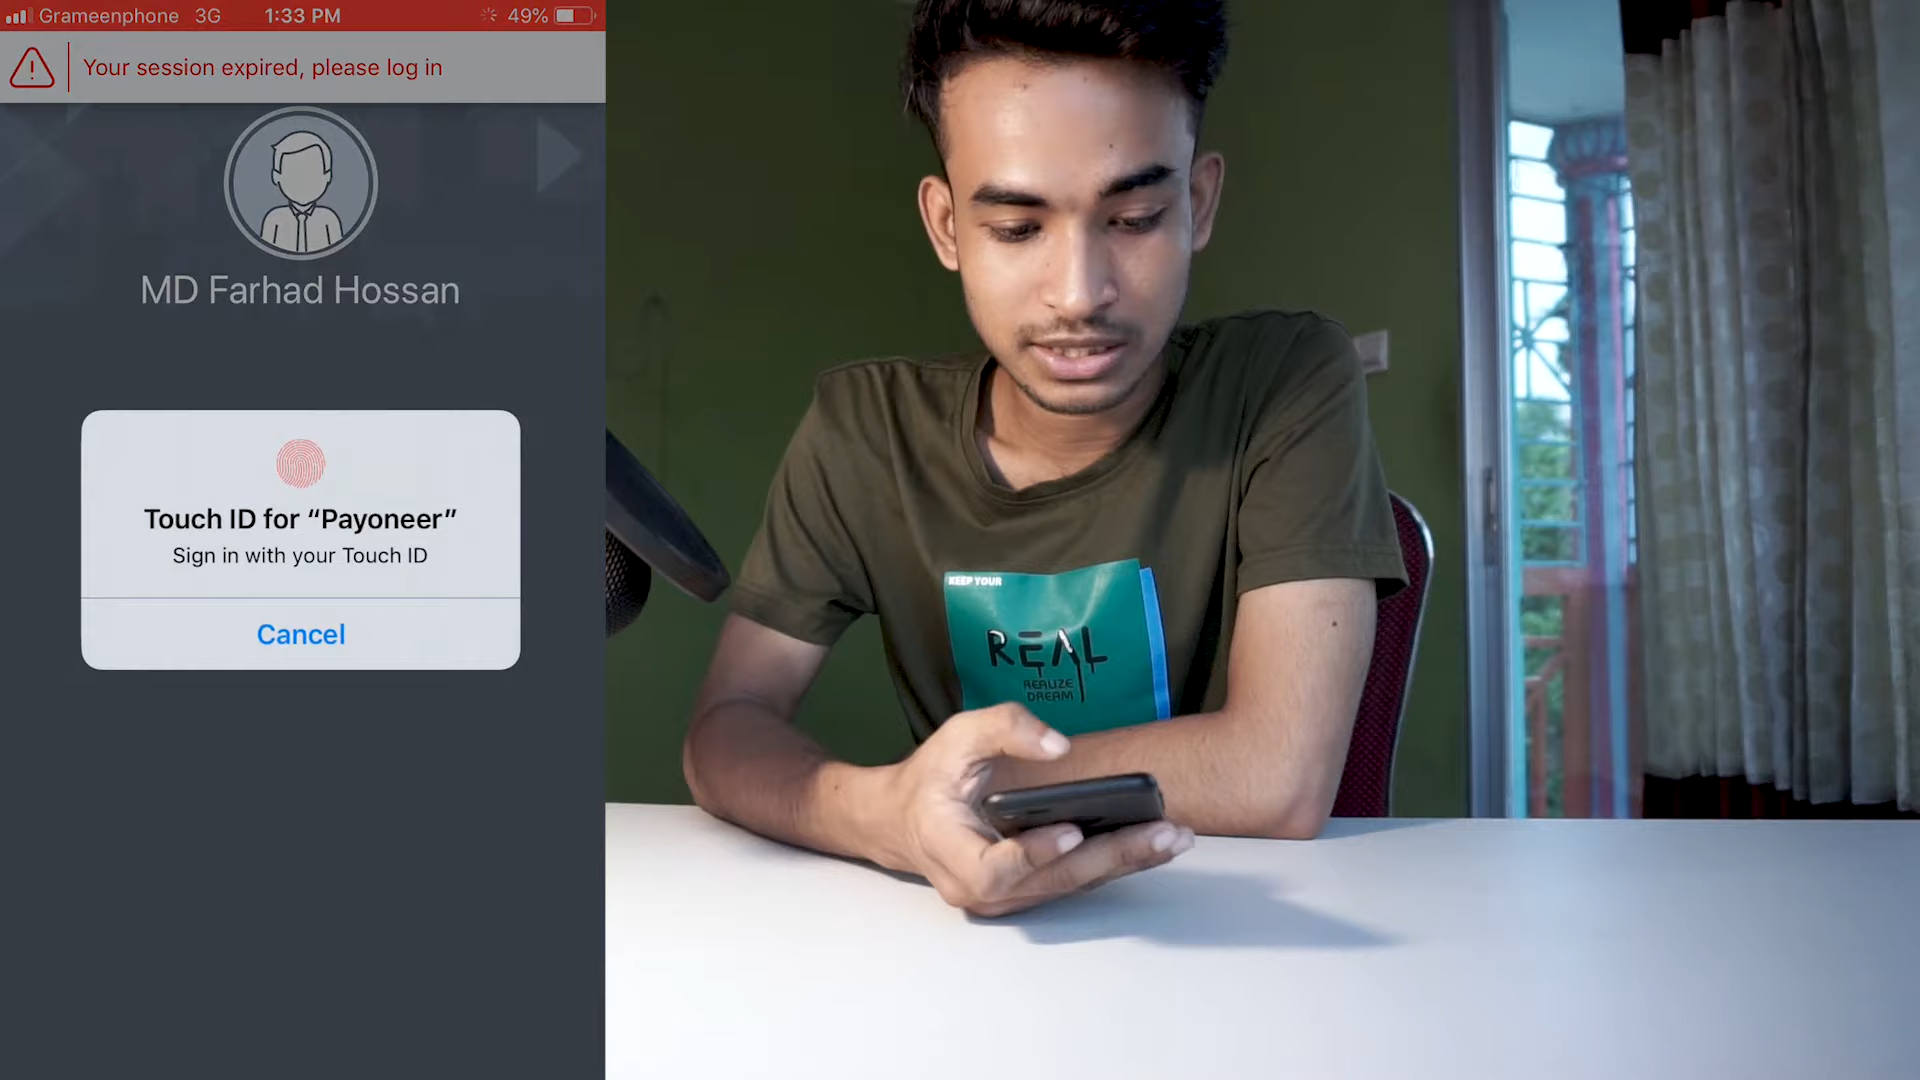 Grameenphone 3G 1:33 PM 49%
Your session expired, please log in
MD Farhad Hossan
Touch ID for “Payoneer”
Sign in with your Touch ID
Cancel
KEEP YOUR
REAL
REALIZE
DREAM